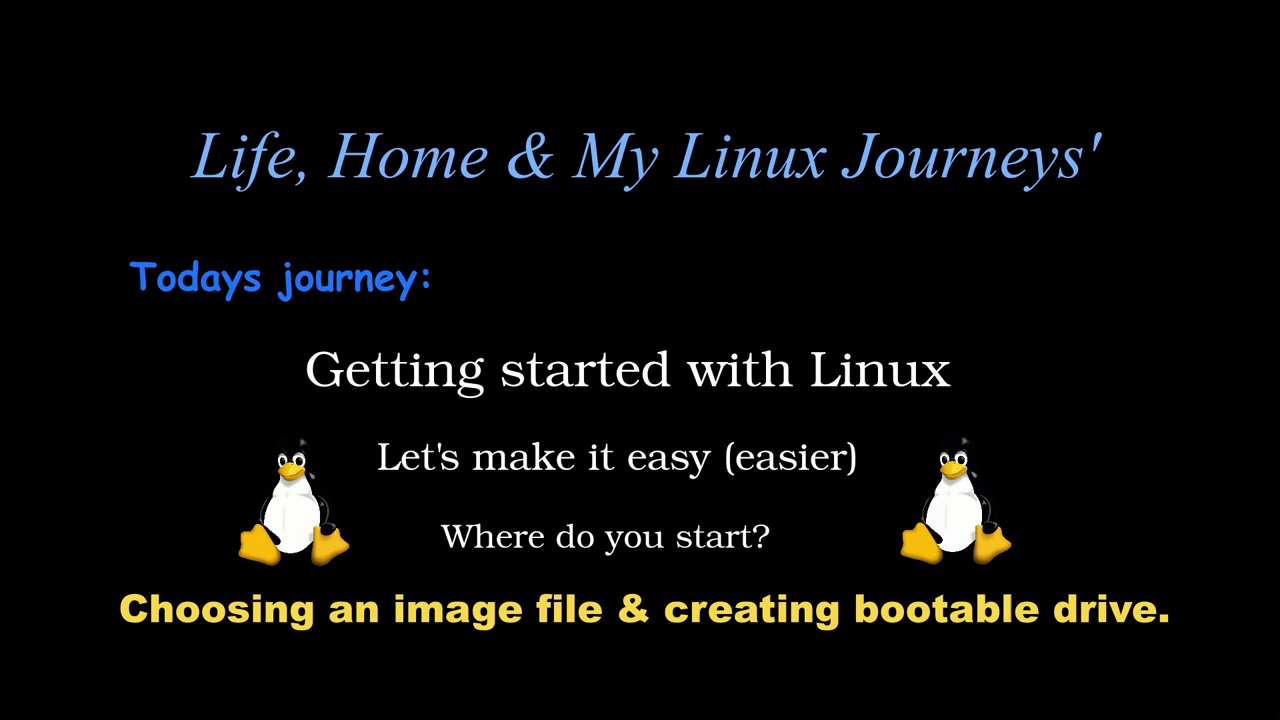 Life, Home & My Linux Journeys'
Todays journey:
Getting started with Linux
Let's make it easy (easier)
Where do you start?
Choosing an image file & creating bootable drive.